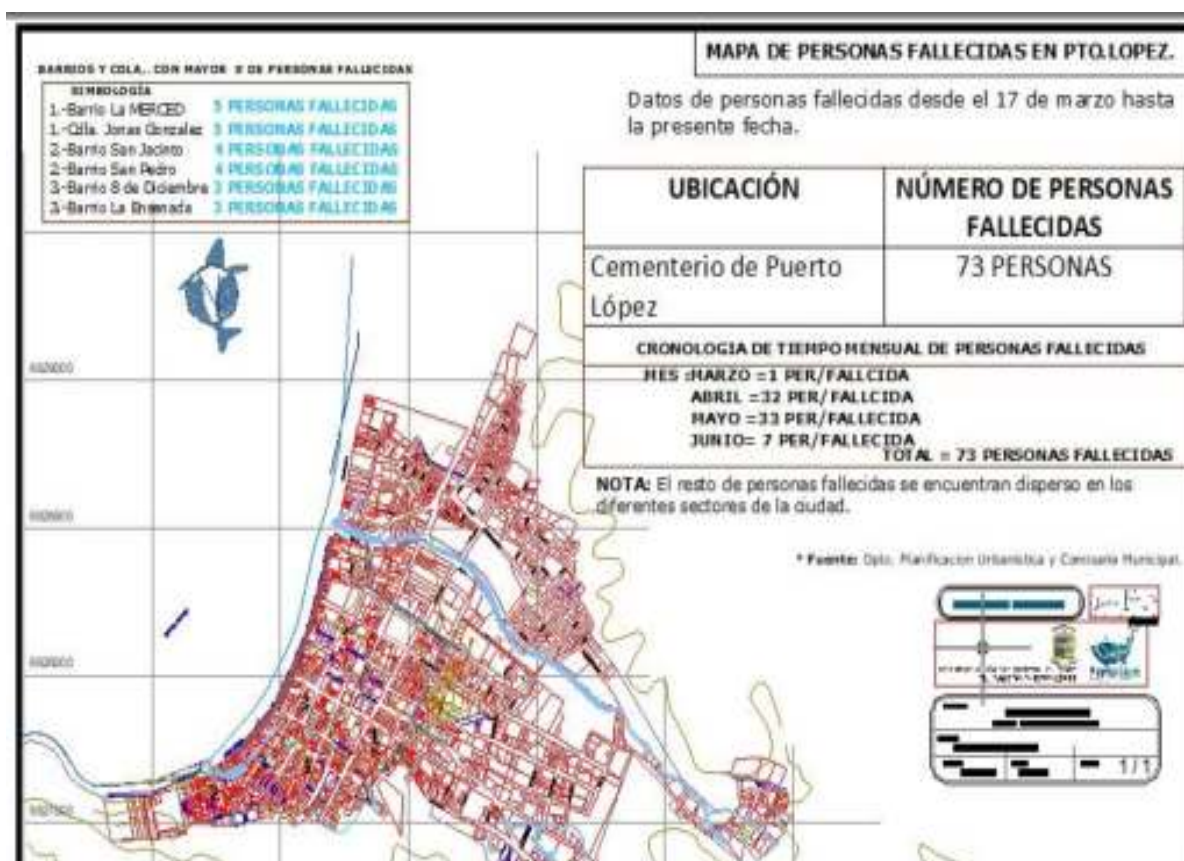 MAPA DE PERSONAS FALLECIDAS EN PTO.LOPEZ.
BARRIOS Y CDLA.. CON MAYOR # DE PERSONAS FALLECIDAS
SIMBOLOGÍA
1.-Barrio La MERCED 5 PERSONAS FALLECIDAS
1.-Cdla. Jonas Gonzalez 5 PERSONAS FALLECIDAS
2.-Barrio San Jacinto 4 PERSONAS FALLECIDAS
2.-Barrio San Pedro 4 PERSONAS FALLECIDAS
3.-Barrio 8 de Diciembre 3 PERSONAS FALLECIDAS
3.-Barrio La Ensenada 3 PERSONAS FALLECIDAS
Datos de personas fallecidas desde el 17 de marzo hasta
la presente fecha.
UBICACIÓN
NÚMERO DE PERSONAS
FALLECIDAS
Cementerio de Puerto
López
73 PERSONAS
CRONOLOGIA DE TIEMPO MENSUAL DE PERSONAS FALLECIDAS
MES :MARZO =1 PER/FALLCIDA
ABRIL =32 PER/FALLCIDA
MAYO =33 PER/FALLECIDA
JUNIO= 7 PER/FALLECIDA
TOTAL = 73 PERSONAS FALLECIDAS
NOTA: El resto de personas fallecidas se encuentran disperso en los
diferentes sectores de la ciudad.
* Fuente: Dpto. Planificacion Urbanistica y Comisaria Municipal.
1/1